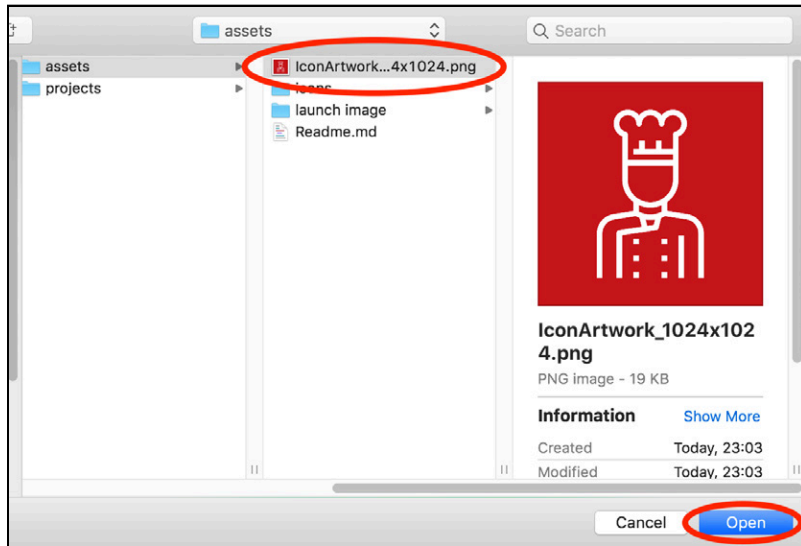 assets
Search
assets
projects
IconArtwork...4x1024.png
icons
launch image
Readme.md
IconArtwork_1024x102
4.png
PNG image - 19 KB
Information Show More
Created Today, 23:03
Modified Today, 23:03
Cancel Open